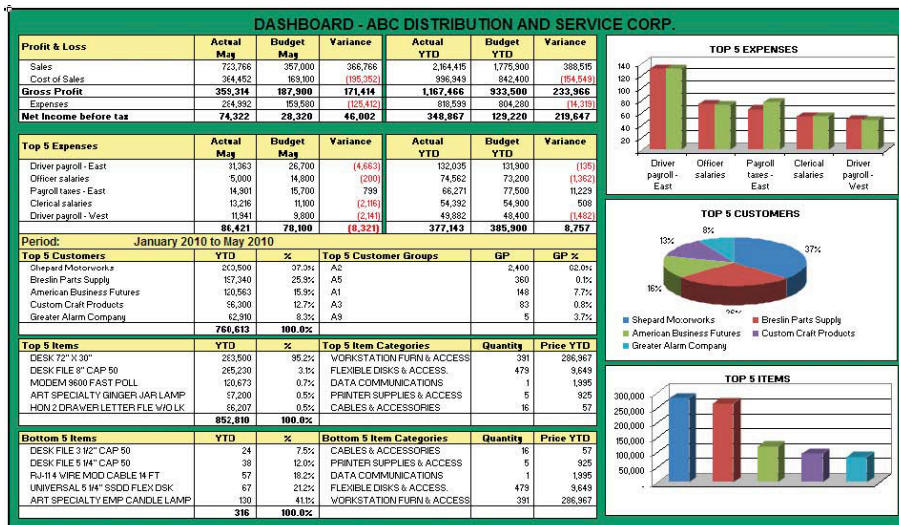 DASHBOARD - ABC DISTRIBUTION AND SERVICE CORP.
Profit & Loss Actual May Budget May Variance Actual YTD Budget YTD Variance
Sales 723,766 357,000 366,766 2,164,415 1,775,900 388,515
Cost of Sales 364,452 169,100 (195,352) 996,949 842,400 (154,549)
Gross Profit 359,314 187,900 171,414 1,167,466 933,500 233,966
Expenses 284,992 159,580 (125,412) 818,599 804,280 (14,319)
Net Income before tax 74,322 28,320 46,002 348,867 129,220 219,647
Top 5 Expenses Actual May Budget May Variance Actual YTD Budget YTD Variance
Driver payroll - East 31,363 26,700 (4,663) 132,035 131,900 (135)
Officer salaries 15,000 14,800 (200) 74,562 73,200 (1,362)
Payroll taxes - East 14,901 15,700 799 66,271 77,500 11,229
Clerical salaries 13,216 11,100 (2,116) 54,392 54,900 508
Driver payroll - West 11,941 9,800 (2,141) 49,882 48,400 (1,482)
86,421 78,100 (8,321) 377,143 385,900 8,757
Period: January 2010 to May 2010
Top 5 Customers YTD % Top 5 Customer Groups GP GP %
Shepard Motorworks 37.3% A2 2,400 62.0%
Breslin Parts Supply 197,340 25.9% A5 360 0.1%
American Business Futures 120,563 15.9% A1 148 7.7%
Custom Craft Products 96,300 12.7% A3 83 0.8%
Greater Alarm Company 62,910 8.3% A9 5 3.7%
760,613 100.0%
Top 5 Items YTD % Top 5 Item Categories Quantity Price YTD
DESK 72" X 30" 283,500 95.2% WORKSTATION FURN & ACCESS 391 286,967
DESK FILE 8" CAP 50 265,230 3.1% FLEXIBLE DISKS & ACCESS. 479 9,649
MODEM 9600 FAST POLL 120,673 0.7% DATA COMMUNICATIONS 1 1,995
ART SPECIALTY GINGER JAR LAMP 97,200 0.5% PRINTER SUPPLIES & ACCESS 5 925
HON 2 DRAWER LETTER FLE W/O LK 86,207 0.5% CABLES & ACCESSORIES 16 57
852,810 100.0%
Bottom 5 Items YTD % Bottom 5 Item Categories Quantity Price YTD
DESK FILE 3 1/2" CAP 50 24 7.5% CABLES & ACCESSORIES 16 57
DESK FILE 5 1/4" CAP 50 38 12.0% PRINTER SUPPLIES & ACCESS 5 925
RJ-114 WIRE MOD CABLE 14 FT 57 18.2% DATA COMMUNICATIONS 1 1,995
UNIVERSAL 5 1/4" SSDD FLEX DSK 67 21.2% FLEXIBLE DISKS & ACCESS. 479 9,649
ART SPECIALTY EMP CANDLE LAMP 130 41.1% WORKSTATION FURN & ACCESS 391 286,967
316 100.0%
TOP 5 EXPENSES
140
120
100
80
60
40
20
Driver payroll - East Officer salaries Payroll taxes - East Clerical salaries Driver payroll - West
TOP 5 CUSTOMERS
8%
13%
37%
16%
26%
Shepard Motorworks Breslin Parts Supply
American Business Futures Custom Craft Products
Greater Alarm Company
TOP 5 ITEMS
300,000
250,000
200,000
150,000
100,000
50,000
-